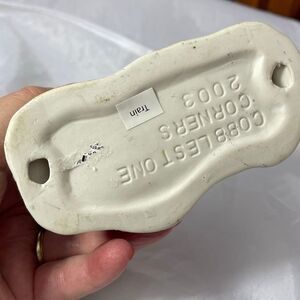 Train
COBBLESTONE
CORNERS
2003